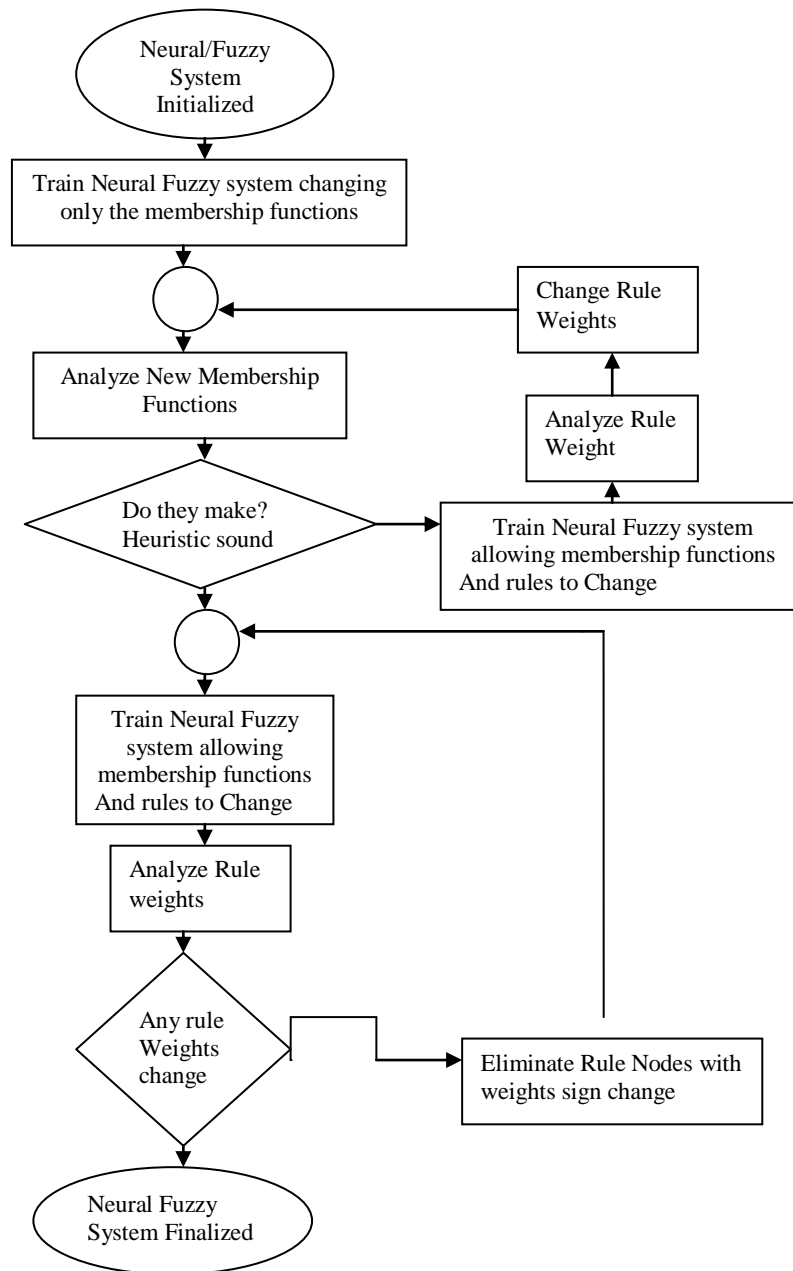 Neural/Fuzzy
System
Initialized
Train Neural Fuzzy system changing
only the membership functions
Change Rule
Weights
Analyze New Membership
Functions
Analyze Rule
Weight
Do they make?
Heuristic sound
Train Neural Fuzzy system
allowing membership functions
And rules to Change
Train Neural Fuzzy
system allowing
membership functions
And rules to Change
Analyze Rule
weights
Any rule
Weights
change
Eliminate Rule Nodes with
weights sign change
Neural Fuzzy
System Finalized